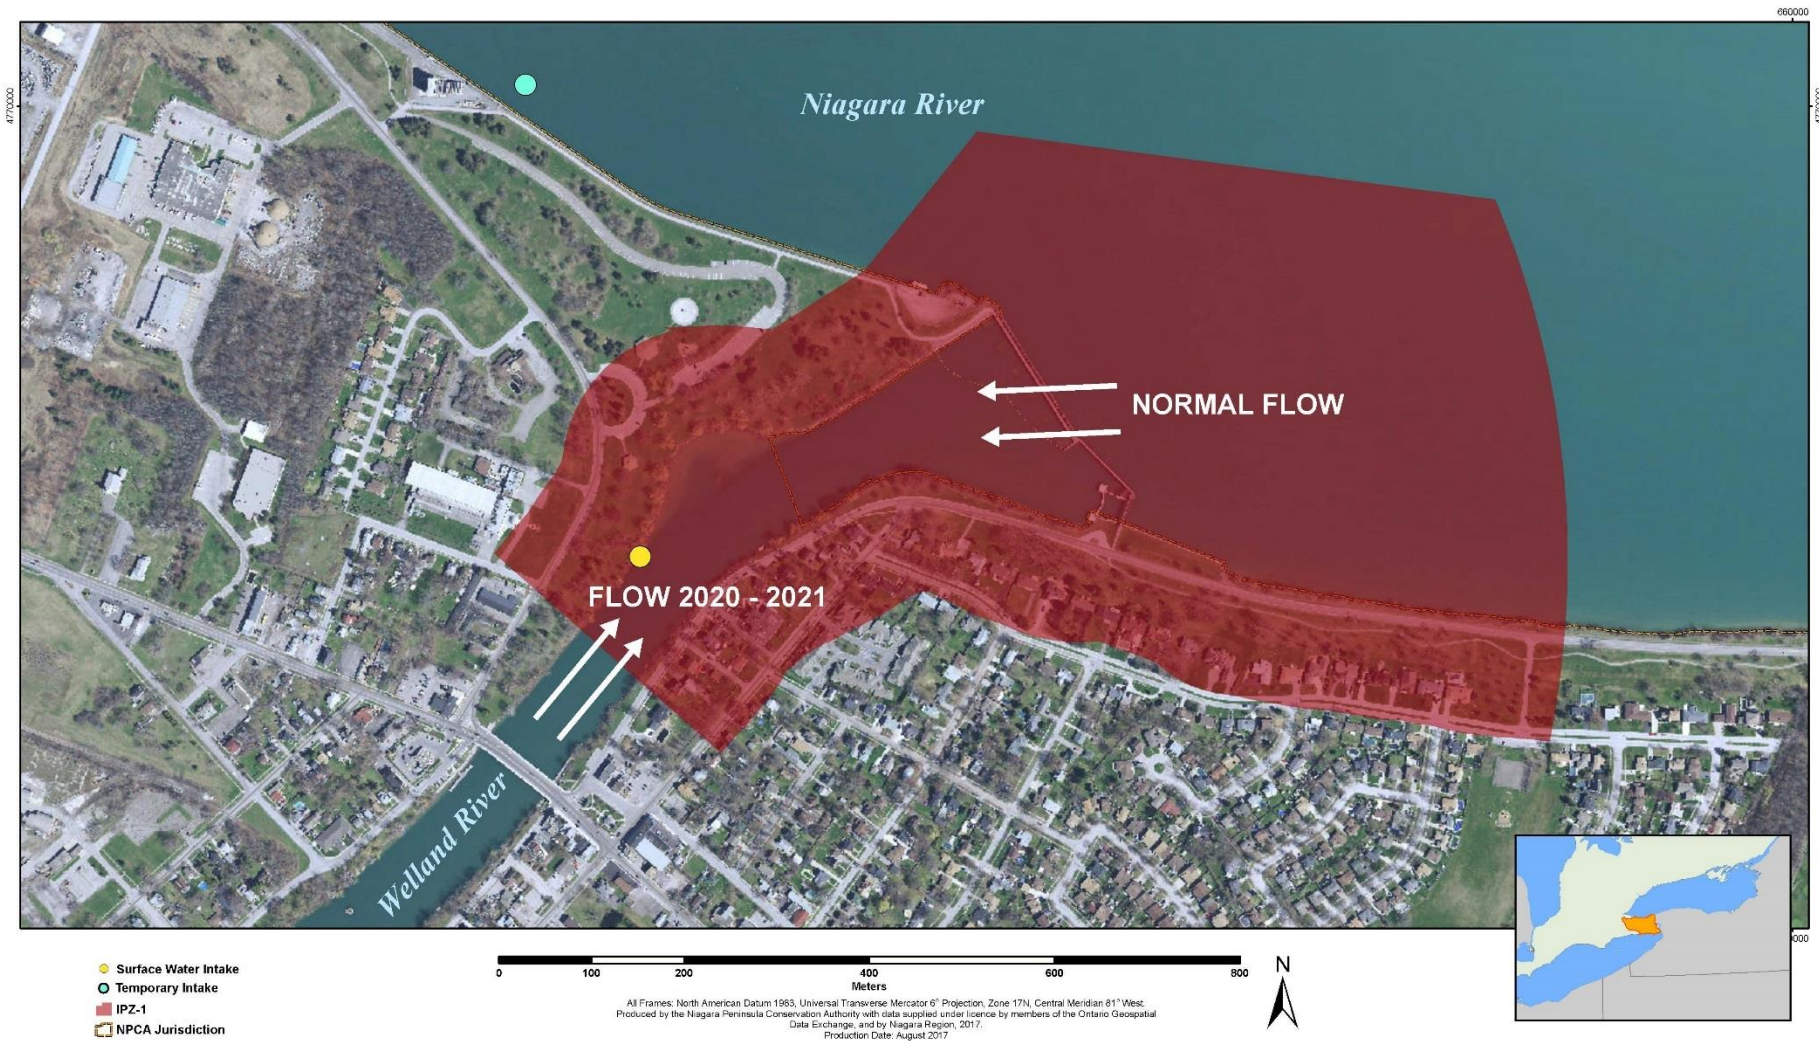 660000
4770000
4770000
Niagara River
NORMAL FLOW
FLOW 2020 - 2021
Welland River
0000
Surface Water Intake
Temporary Intake
IPZ-1
NPCA Jurisdiction
0 100 200 400 600 800
Meters
N
All Frames: North American Datum 1983, Universal Transverse Mercator 6° Projection, Zone 17N, Central Meridian 81° West.
Produced by the Niagara Peninsula Conservation Authority with data supplied under licence by members of the Ontario Geospatial
Data Exchange, and by Niagara Region, 2017.
Production Date: August 2017